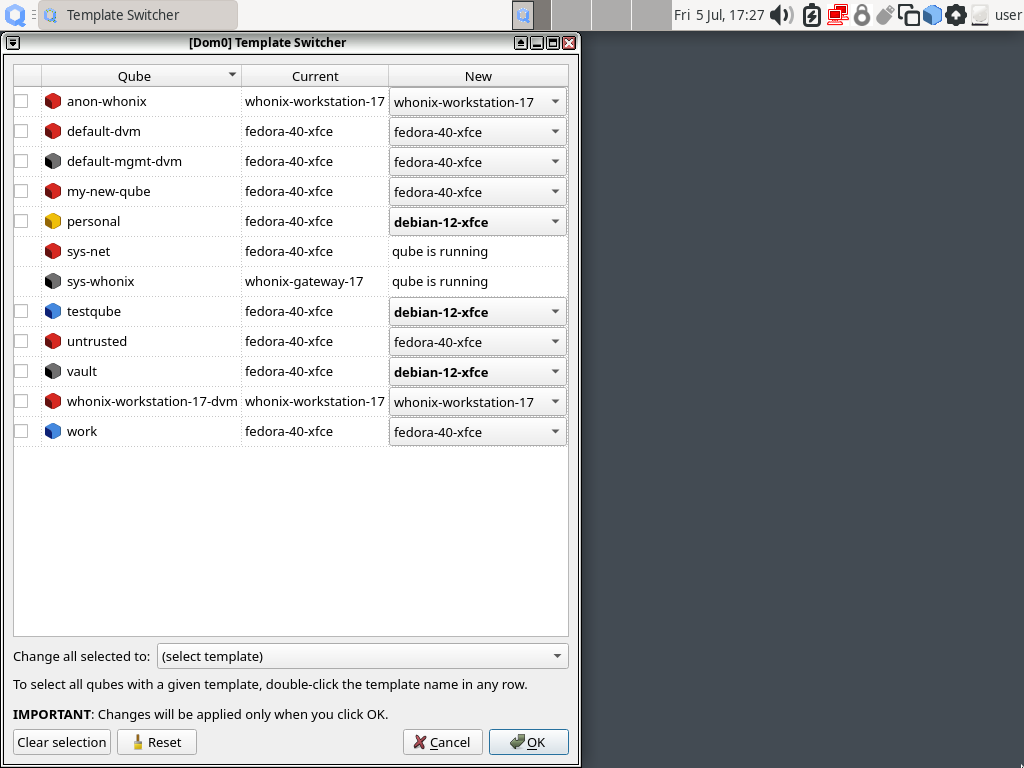 Template Switcher Fri 5 Jul, 17:27 user
[Dom0] Template Switcher
Qube Current New
anon-whonix whonix-workstation-17 whonix-workstation-17
default-dvm fedora-40-xfce fedora-40-xfce
default-mgmt-dvm fedora-40-xfce fedora-40-xfce
my-new-qube fedora-40-xfce fedora-40-xfce
personal fedora-40-xfce debian-12-xfce
sys-net fedora-40-xfce qube is running
sys-whonix whonix-gateway-17 qube is running
testqube fedora-40-xfce debian-12-xfce
untrusted fedora-40-xfce fedora-40-xfce
vault fedora-40-xfce debian-12-xfce
whonix-workstation-17-dvm whonix-workstation-17 whonix-workstation-17
work fedora-40-xfce fedora-40-xfce
Change all selected to: (select template)
To select all qubes with a given template, double-click the template name in any row.
IMPORTANT: Changes will be applied only when you click OK.
Clear selection Reset Cancel OK